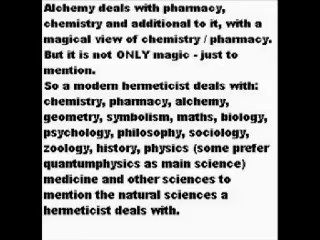 Alchemy deals with pharmacy,
chemistry and additional to it, with a
magical view of chemistry / pharmacy.
But it is not ONLY magic - just to
mention.
So a modern hermeticist deals with:
chemistry, pharmacy, alchemy,
geometry, symbolism, maths, biology,
psychology, philosophy, sociology,
zoology, history, physics (some prefer
quantumphysics as main science)
medicine and other sciences to
mention the natural sciences a
hermeticist deals with.